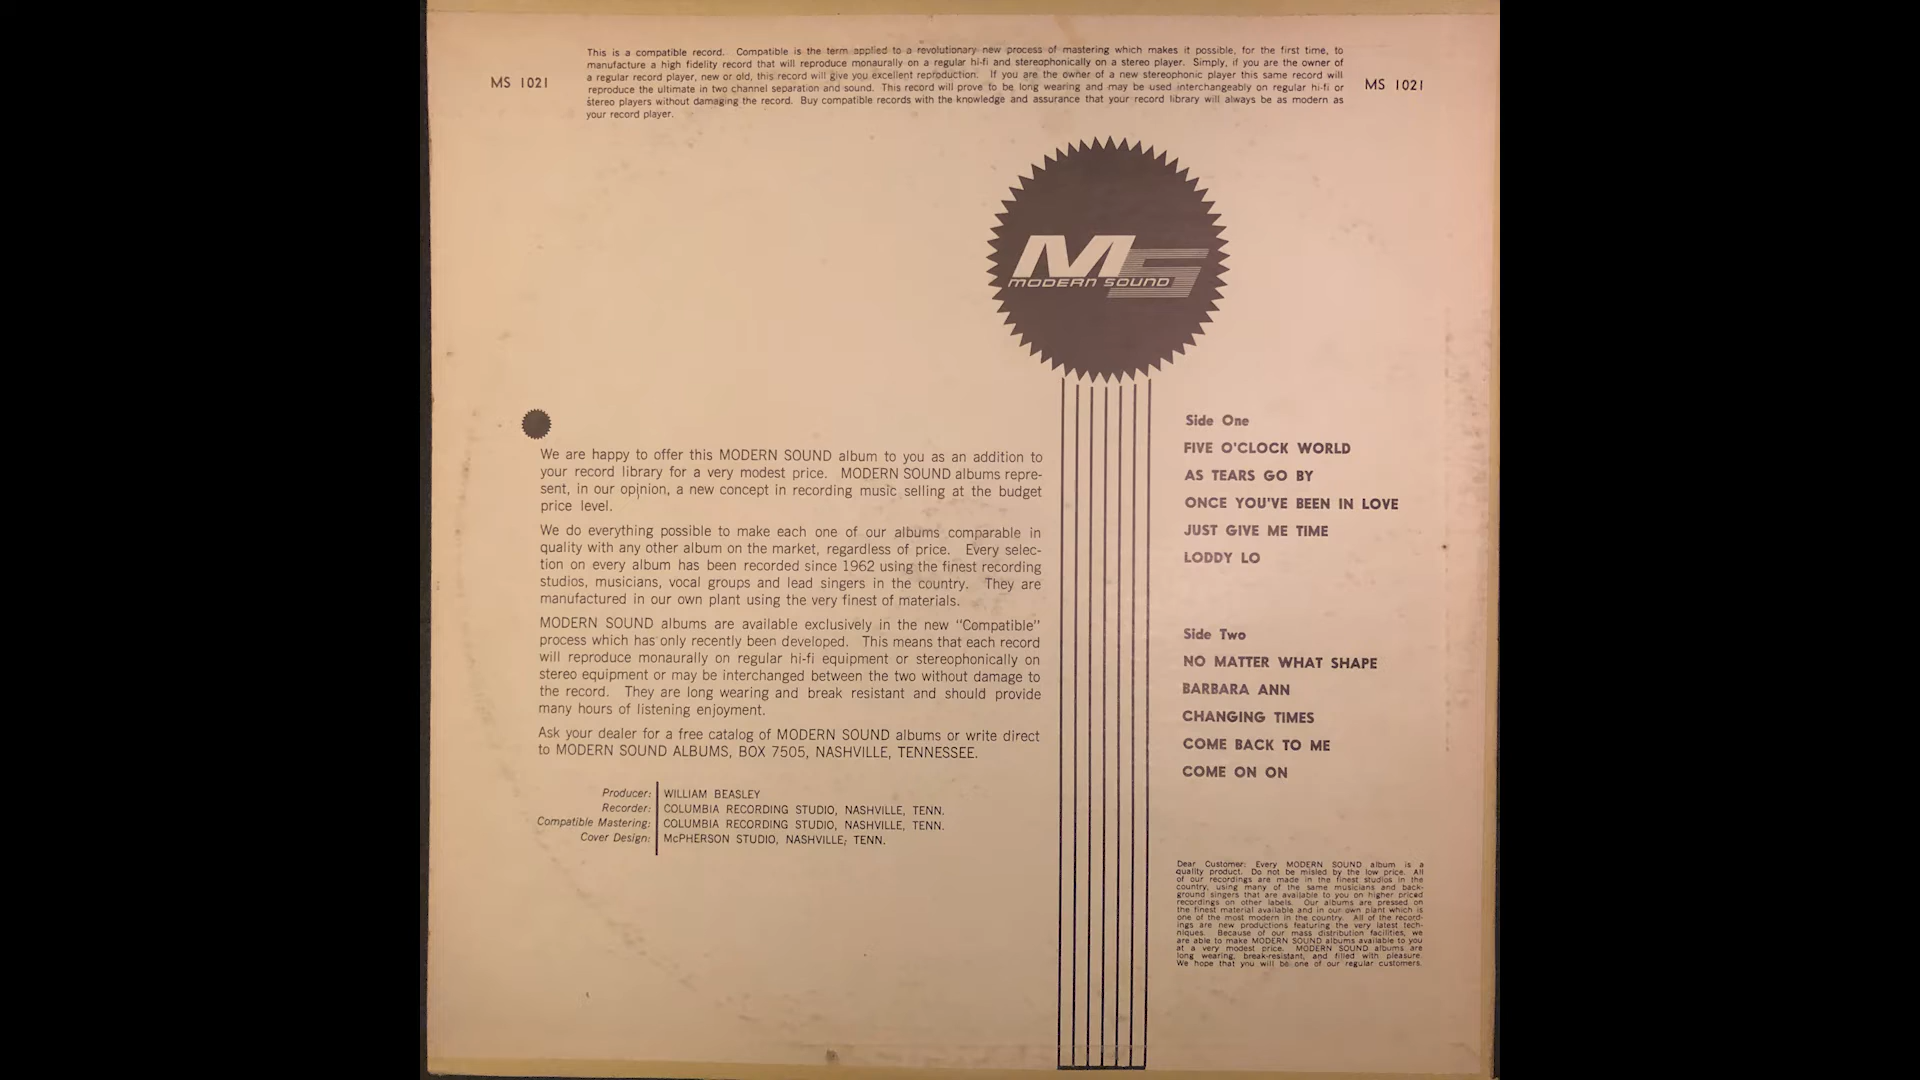 MS 1021
This is a compatible record. Compatible is the term applied to a revolutionary new process of mastering which makes it possible, for the first time, to
manufacture a high fidelity record that will reproduce monaurally on a regular hi-fi and stereophonically on a stereo player. Simply, if you are the owner of
a regular record player, new or old, this record will give you excellent reproduction. If you are the owner of a new stereophonic player this same record will
reproduce the ultimate in two channel separation and sound. This record will prove to be long wearing and may be used interchangeably on regular hi-fi or
stereo players without damaging the record. Buy compatible records with the knowledge and assurance that your record library will always be as modern as
your record player.
MS 1021
MS
MODERN SOUND
We are happy to offer this MODERN SOUND album to you as an addition to
your record library for a very modest price. MODERN SOUND albums repre-
sent, in our opinion, a new concept in recording music selling at the budget
price level.
We do everything possible to make each one of our albums comparable in
quality with any other album on the market, regardless of price. Every selec-
tion on every album has been recorded since 1962 using the finest recording
studios, musicians, vocal groups and lead singers in the country. They are
manufactured in our own plant using the very finest of materials.
MODERN SOUND albums are available exclusively in the new "Compatible"
process which has only recently been developed. This means that each record
will reproduce monaurally on regular hi-fi equipment or stereophonically on
stereo equipment or may be interchanged between the two without damage to
the record. They are long wearing and break resistant and should provide
many hours of listening enjoyment.
Ask your dealer for a free catalog of MODERN SOUND albums or write direct
to MODERN SOUND ALBUMS, BOX 7505, NASHVILLE, TENNESSEE.
Producer: WILLIAM BEASLEY
Recorder: COLUMBIA RECORDING STUDIO, NASHVILLE, TENN.
Compatible Mastering: COLUMBIA RECORDING STUDIO, NASHVILLE, TENN.
Cover Design: McPHERSON STUDIO, NASHVILLE, TENN.
Side One
FIVE O'CLOCK WORLD
AS TEARS GO BY
ONCE YOU'VE BEEN IN LOVE
JUST GIVE ME TIME
LODDY LO
Side Two
NO MATTER WHAT SHAPE
BARBARA ANN
CHANGING TIMES
COME BACK TO ME
COME ON ON
Dear Customer: Every MODERN SOUND album is a
quality product. Do not be misled by the low price. All
of our recordings are made in the finest studios in the
country, using many of the same musicians and back-
ground singers that are available to you on higher priced
recordings on other labels. Our albums are pressed on
the finest material available and in our own plant which is
one of the most modern in the country. All of the record-
ings are new productions featuring the very latest tech-
niques. Because of our mass distribution facilities, we
are able to make MODERN SOUND albums available to you
at a very modest price. MODERN SOUND albums are
long wearing, break-resistant, and filled with pleasure.
We hope that you will be one of our regular customers.